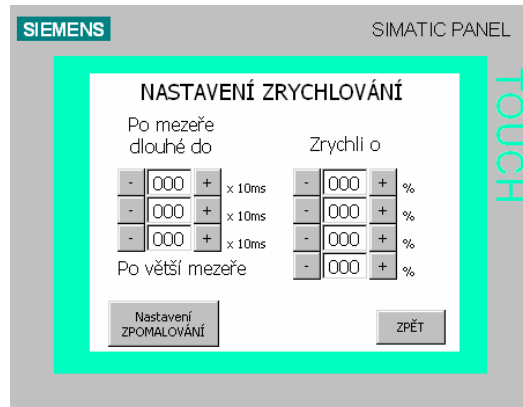 SIEMENS
SIMATIC PANEL
TOUCH
NASTAVENÍ ZRYCHLOVÁNÍ
Po mezeře
dlouhé do
Zrychli o
- 000 + x 10ms - 000 + %
- 000 + x 10ms - 000 + %
- 000 + x 10ms - 000 + %
Po větší mezeře - 000 + %
Nastavení
ZPOMALOVÁNÍ
ZPĚT